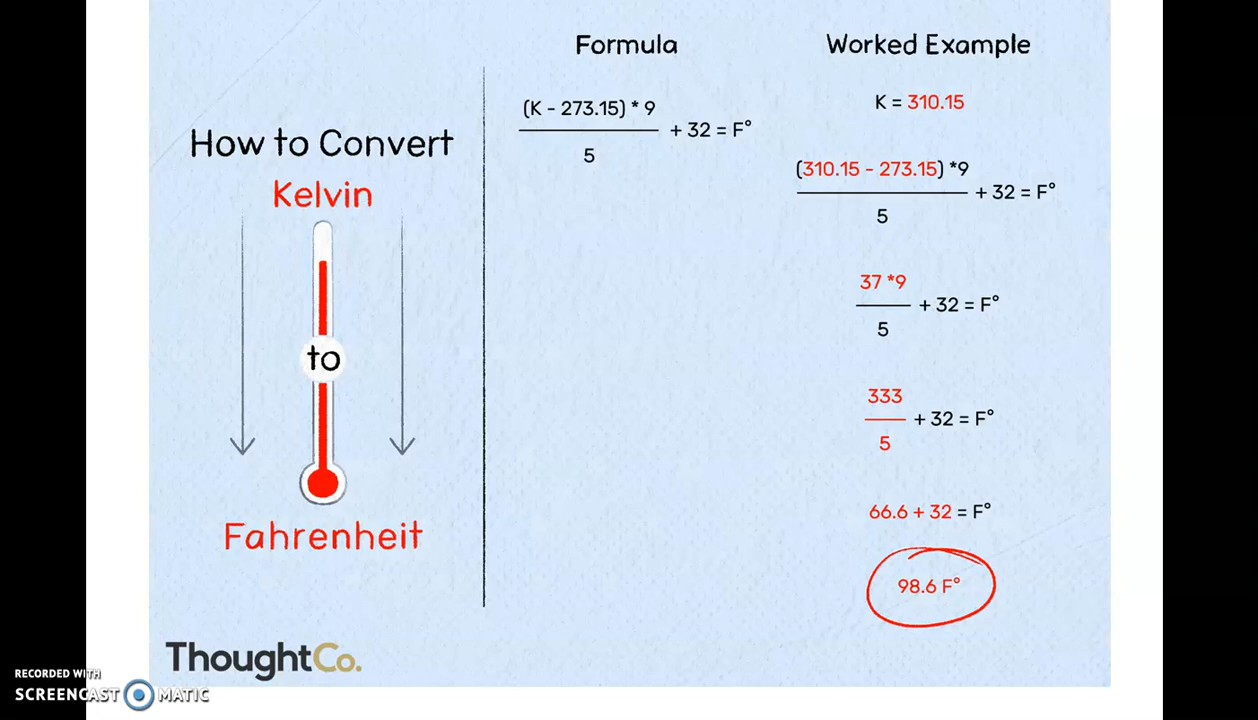 How to Convert
Kelvin
to
Fahrenheit
Formula
(K - 273.15) * 9
+ 32 = F°
5
Worked Example
K = 310.15
(310.15 - 273.15) *9
+ 32 = F°
5
37 *9
+ 32 = F°
5
333
+ 32 = F°
5
66.6 + 32 = F°
98.6 F°
ThoughtCo.
RECORDED WITH
SCREENCAST MATIC